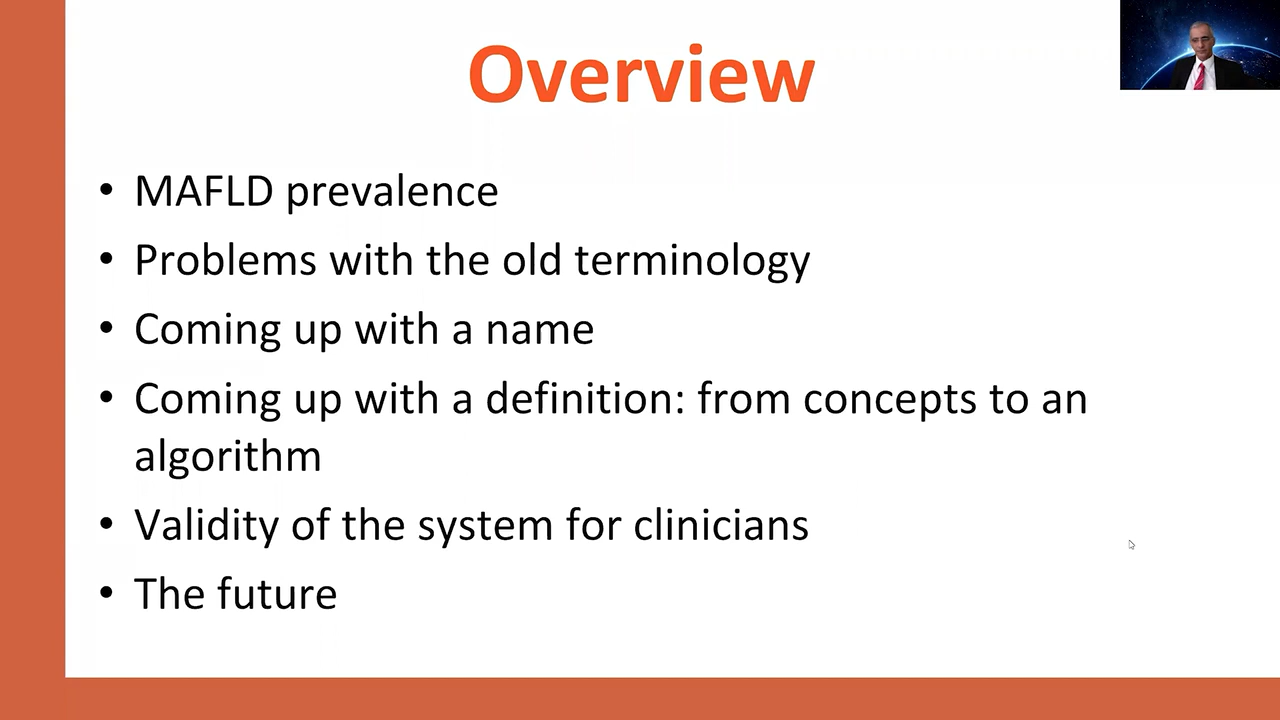 Overview
• MAFLD prevalence
• Problems with the old terminology
• Coming up with a name
• Coming up with a definition: from concepts to an
algorithm
• Validity of the system for clinicians
• The future